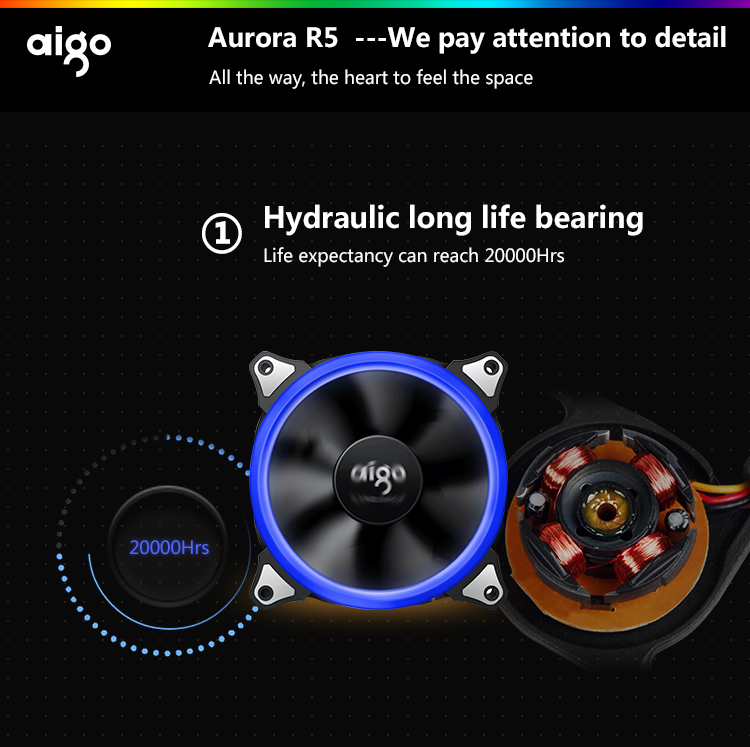 aigo
Aurora R5 ---We pay attention to detail
All the way, the heart to feel the space
1
Hydraulic long life bearing
Life expectancy can reach 20000Hrs
aigo
20000Hrs